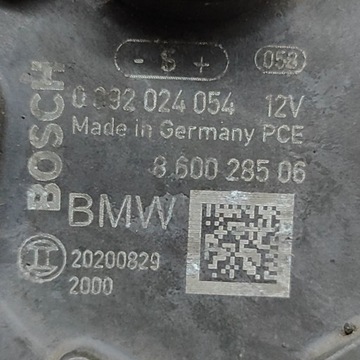 - S + 058
BOSCH
0 392 024 054 12V
Made in Germany PCE
8.600 285 06
BMW
20200829
2000